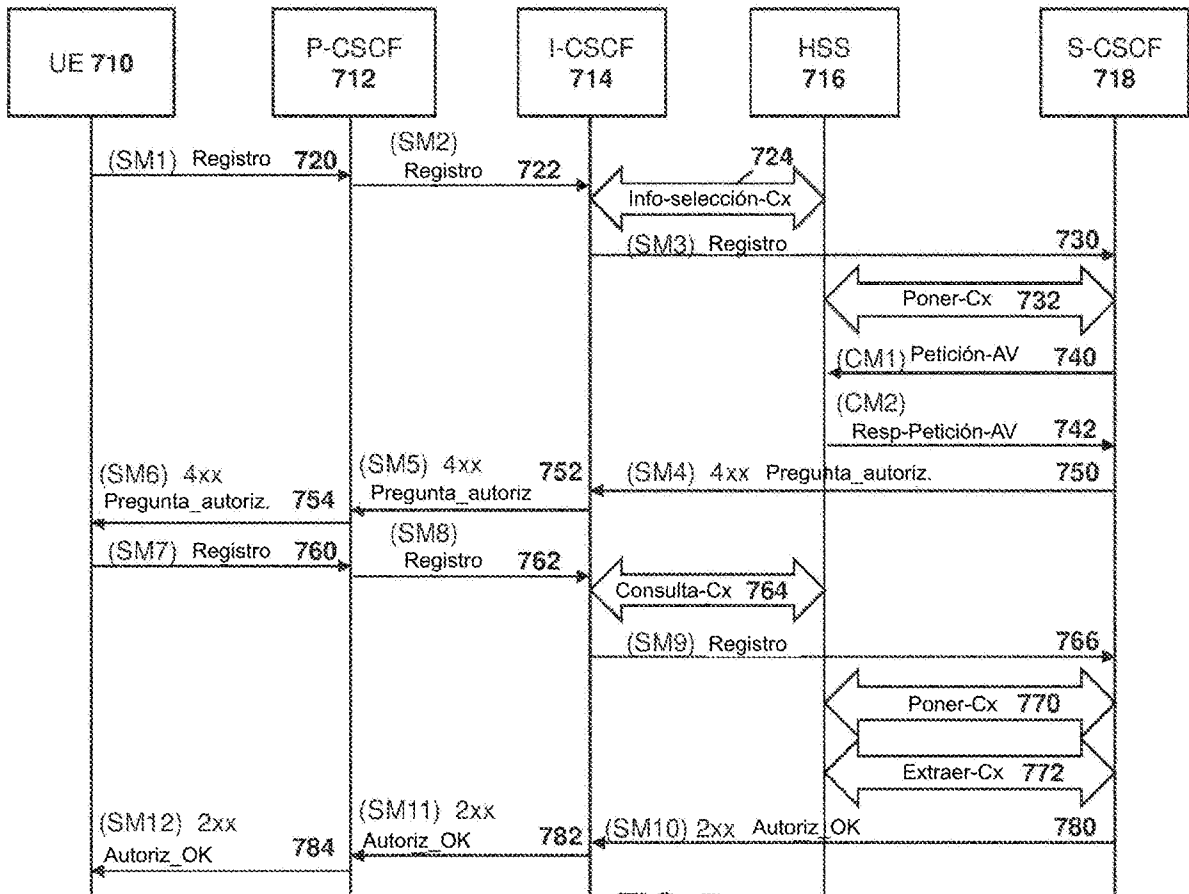 UE 710
P-CSCF
712
I-CSCF
714
HSS
716
S-CSCF
718
(SM1) Registro 720
(SM2)
Registro 722
724
Info-selección-Cx
(SM3) Registro 730
Poner-Cx 732
(CM1) Petición-AV 740
(CM2)
Resp-Petición-AV 742
(SM6) 4xx
Pregunta_autoriz. 754
(SM5) 4xx 752
Pregunta_autoriz
(SM4) 4xx Pregunta_autoriz. 750
(SM7) Registro 760
(SM8)
Registro 762
Consulta-Cx 764
(SM9) Registro 766
Poner-Cx 770
Extraer-Cx 772
(SM12) 2xx
Autoriz_OK 784
(SM11) 2xx
Autoriz_OK 782
(SM10) 2xx Autoriz_OK 780